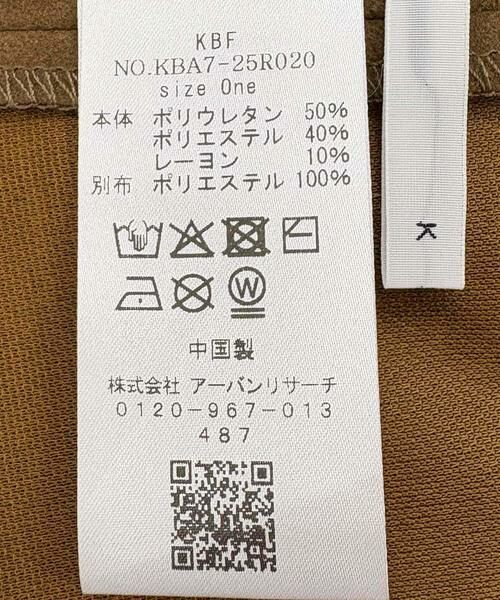 KBF
NO.KBA7-25R020
size One
本体 ポリウレタン 50%
ポリエステル 40%
レーヨン 10%
別布 ポリエステル 100%
W
中国製
株式会社 アーバンリサーチ
0120-967-013
487
K